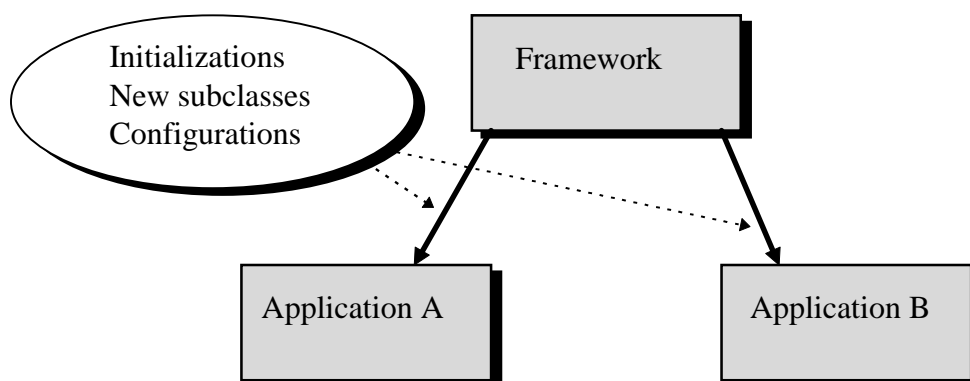 Initializations
New subclasses
Configurations
Framework
Application A
Application B